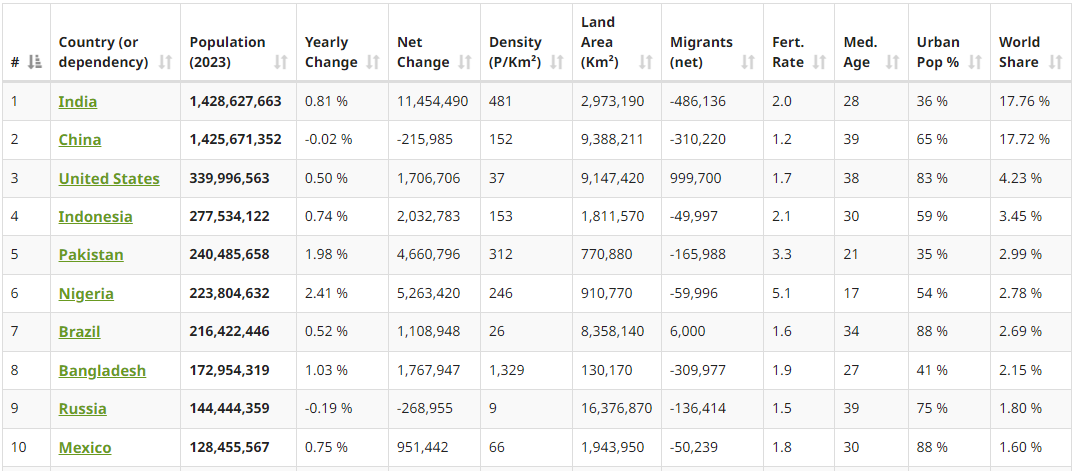 # Country (or dependency) Population (2023) Yearly Change Net Change Density (P/Km²) Land Area (Km²) Migrants (net) Fert. Rate Med. Age Urban Pop % World Share
1 India 1,428,627,663 0.81 % 11,454,490 481 2,973,190 -486,136 2.0 28 36 % 17.76 %
2 China 1,425,671,352 -0.02 % -215,985 152 9,388,211 -310,220 1.2 39 65 % 17.72 %
3 United States 339,996,563 0.50 % 1,706,706 37 9,147,420 999,700 1.7 38 83 % 4.23 %
4 Indonesia 277,534,122 0.74 % 2,032,783 153 1,811,570 -49,997 2.1 30 59 % 3.45 %
5 Pakistan 240,485,658 1.98 % 4,660,796 312 770,880 -165,988 3.3 21 35 % 2.99 %
6 Nigeria 223,804,632 2.41 % 5,263,420 246 910,770 -59,996 5.1 17 54 % 2.78 %
7 Brazil 216,422,446 0.52 % 1,108,948 26 8,358,140 6,000 1.6 34 88 % 2.69 %
8 Bangladesh 172,954,319 1.03 % 1,767,947 1,329 130,170 -309,977 1.9 27 41 % 2.15 %
9 Russia 144,444,359 -0.19 % -268,955 9 16,376,870 -136,414 1.5 39 75 % 1.80 %
10 Mexico 128,455,567 0.75 % 951,442 66 1,943,950 -50,239 1.8 30 88 % 1.60 %